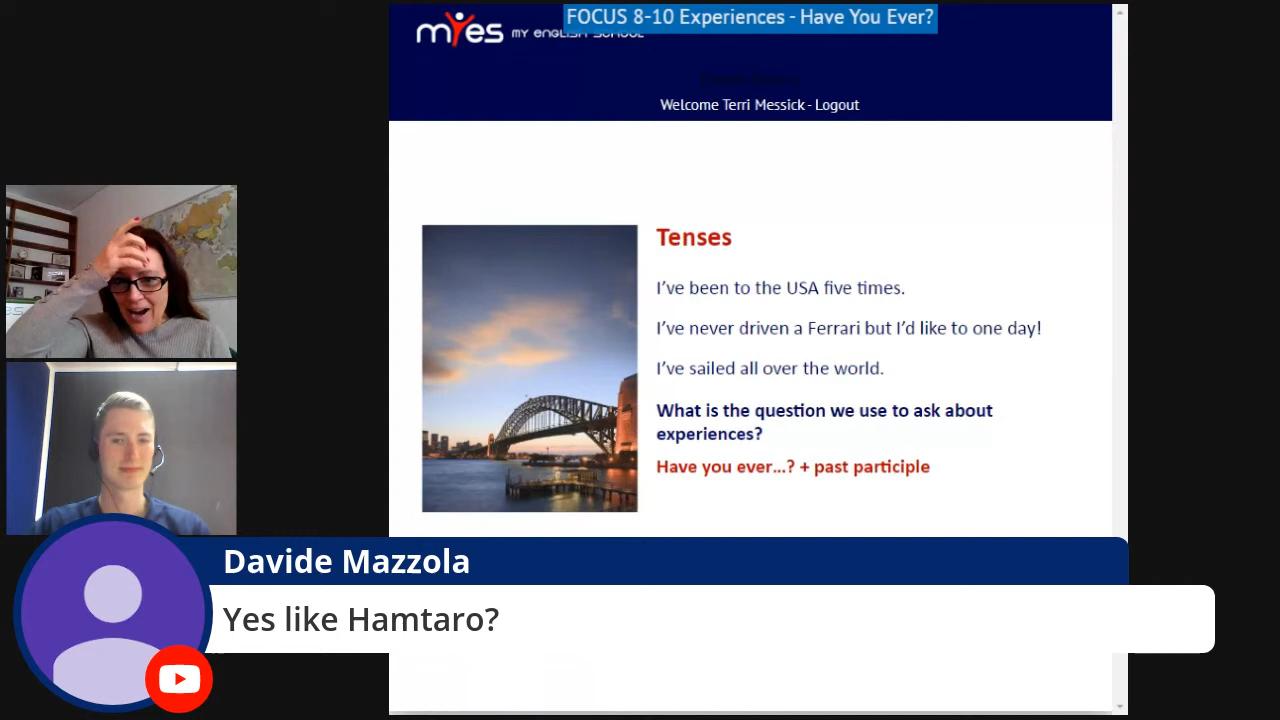 FOCUS 8-10 Experiences - Have You Ever?
myes MY ENGLISH SCHOOL
Welcome Terri Messick - Logout
Tenses
I've been to the USA five times.
I've never driven a Ferrari but I'd like to one day!
I've sailed all over the world.
What is the question we use to ask about
experiences?
Have you ever...? + past participle
Davide Mazzola
Yes like Hamtaro?